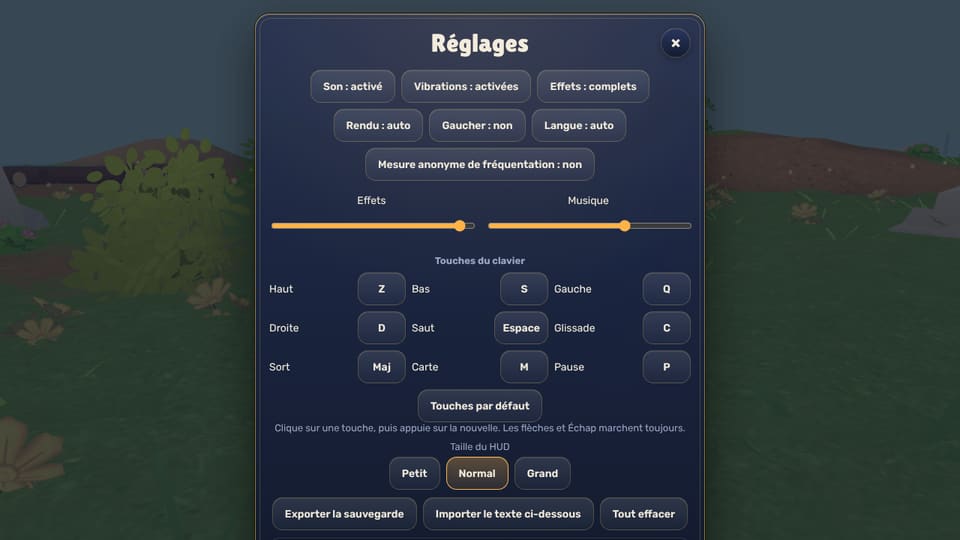 Réglages
×
Son : activé
Vibrations : activées
Effets : complets
Rendu : auto
Gaucher : non
Langue : auto
Mesure anonyme de fréquentation : non
Effets
Musique
Touches du clavier
Haut Z Bas S Gauche Q
Droite D Saut Espace Glissade C
Sort Maj Carte M Pause P
Touches par défaut
Clique sur une touche, puis appuie sur la nouvelle. Les flèches et Échap marchent toujours.
Taille du HUD
Petit Normal Grand
Exporter la sauvegarde Importer le texte ci-dessous Tout effacer